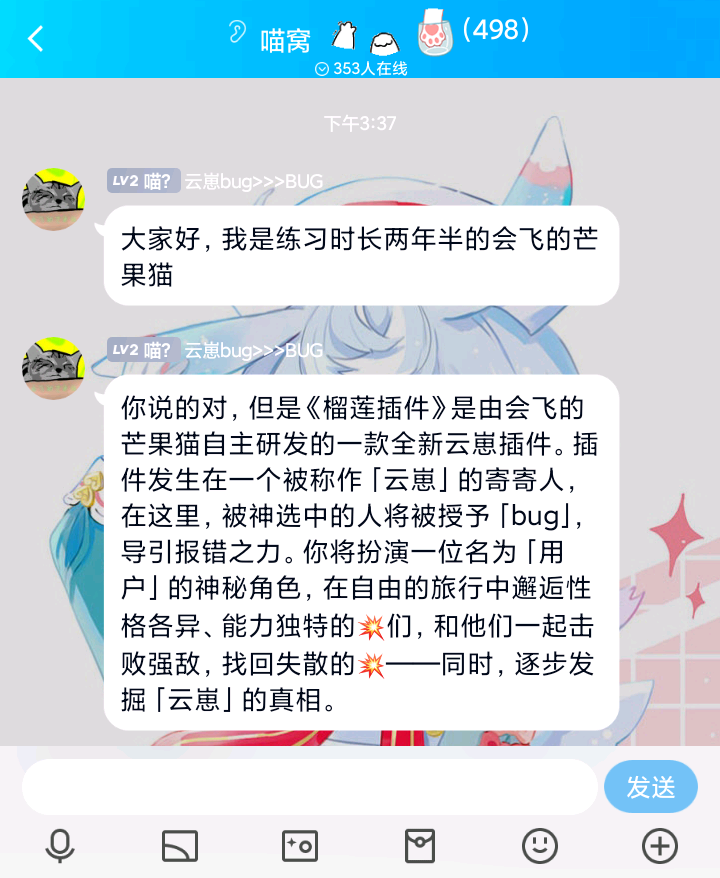 喵窝 (498)
353人在线
下午3:37
LV2 喵? 云崽bug>>>BUG
大家好，我是练习时长两年半的会飞的芒
果猫
LV2 喵? 云崽bug>>>BUG
你说的对，但是《榴莲插件》是由会飞的
芒果猫自主研发的一款全新云崽插件。插
件发生在一个被称作「云崽」的寄寄人，
在这里，被神选中的人将被授予「bug」，
导引报错之力。你将扮演一位名为「用
户」的神秘角色，在自由的旅行中邂逅性
格各异、能力独特的💥们，和他们一起击
败强敌，找回失散的💥——同时，逐步发
掘「云崽」的真相。
发送